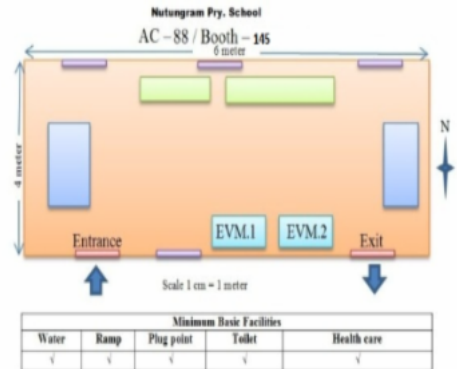 Nutungram Pry. School
AC – 88 / Booth – 145
6 meter
4 meter
N
EVM.1 EVM.2
Entrance Exit
Scale 1 cm = 1 meter
Minimum Basic Facilities
Water Ramp Plug point Toilet Health care
√ √ √ √ √